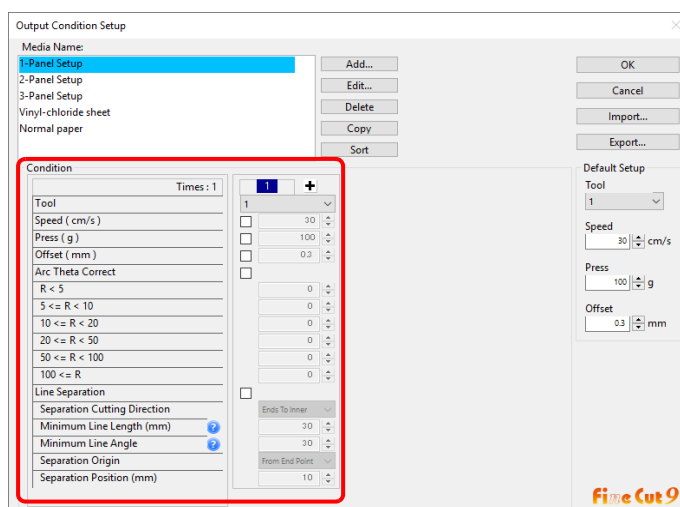 Output Condition Setup
Media Name:
1-Panel Setup
2-Panel Setup
3-Panel Setup
Vinyl-chloride sheet
Normal paper
Add...
Edit...
Delete
Copy
Sort
OK
Cancel
Import...
Export...
Condition
Times : 1
1
Tool 1
Speed ( cm/s ) 30
Press ( g ) 100
Offset ( mm ) 0.3
Arc Theta Correct
R < 5 0
5 <= R < 10 0
10 <= R < 20 0
20 <= R < 50 0
50 <= R < 100 0
100 <= R 0
Line Separation
Separation Cutting Direction Ends To Inner
Minimum Line Length (mm) ? 30
Minimum Line Angle ? 30
Separation Origin From End Point
Separation Position (mm) 10
Default Setup
Tool
1
Speed
30 cm/s
Press
100 g
Offset
0.3 mm
Fine Cut 9